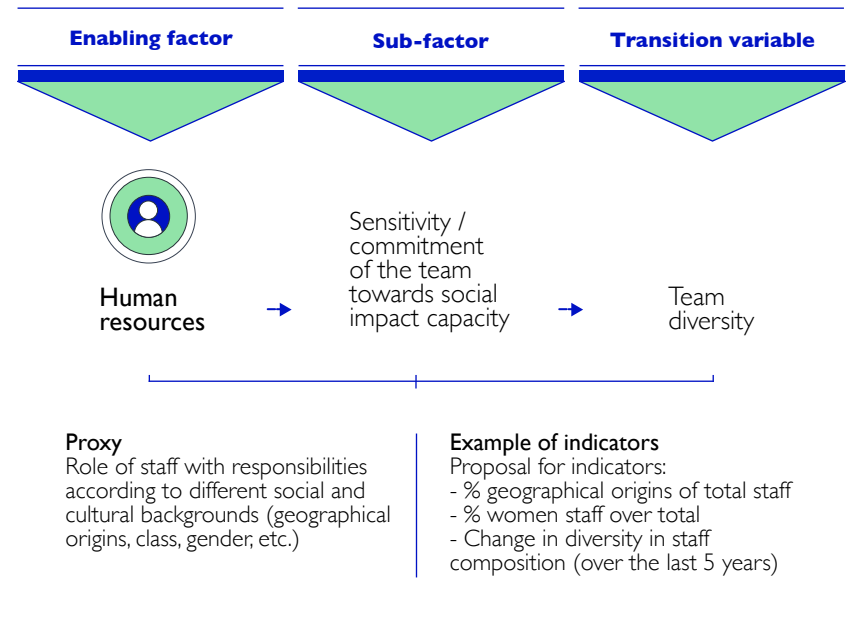 Enabling factor
Sub-factor
Transition variable
Human
resources
Sensitivity /
commitment
of the team
towards social
impact capacity
Team
diversity
Proxy
Role of staff with responsibilities
according to different social and
cultural backgrounds (geographical
origins, class, gender, etc.)
Example of indicators
Proposal for indicators:
- % geographical origins of total staff
- % women staff over total
- Change in diversity in staff
composition (over the last 5 years)